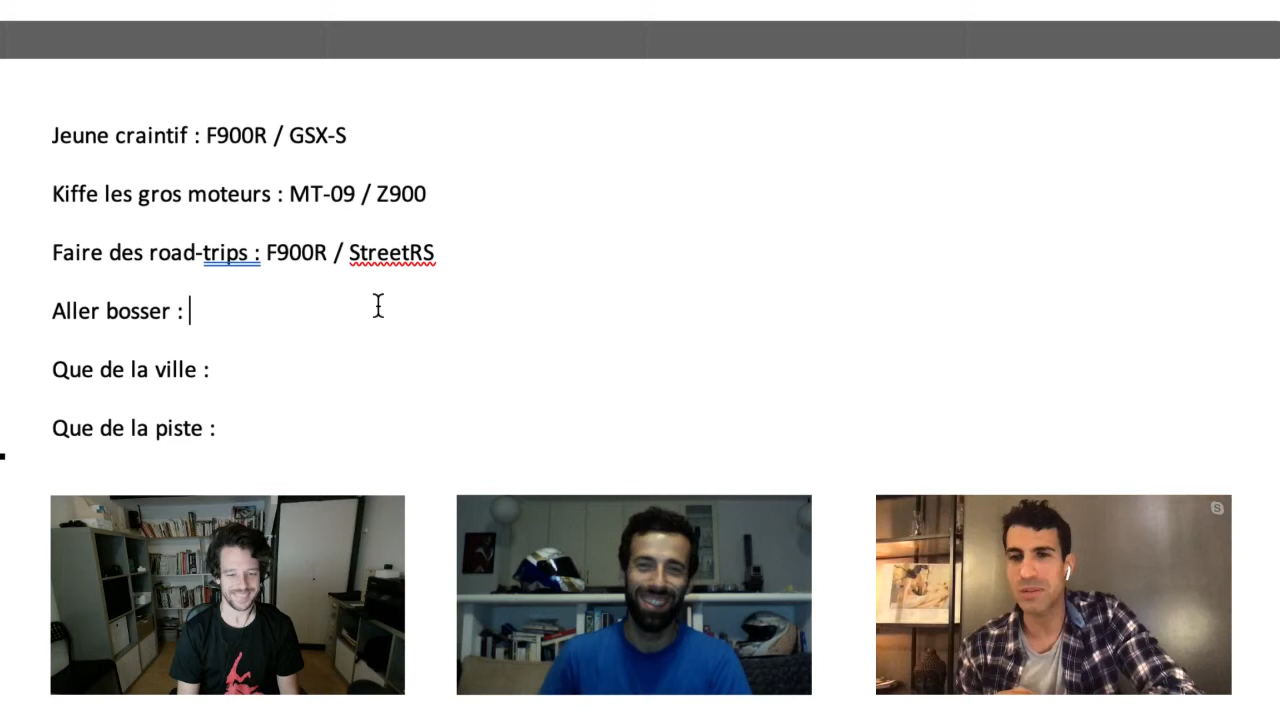 Jeune craintif : F900R / GSX-S
Kiffe les gros moteurs : MT-09 / Z900
Faire des road-trips : F900R / StreetRS
Aller bosser :
Que de la ville :
Que de la piste :